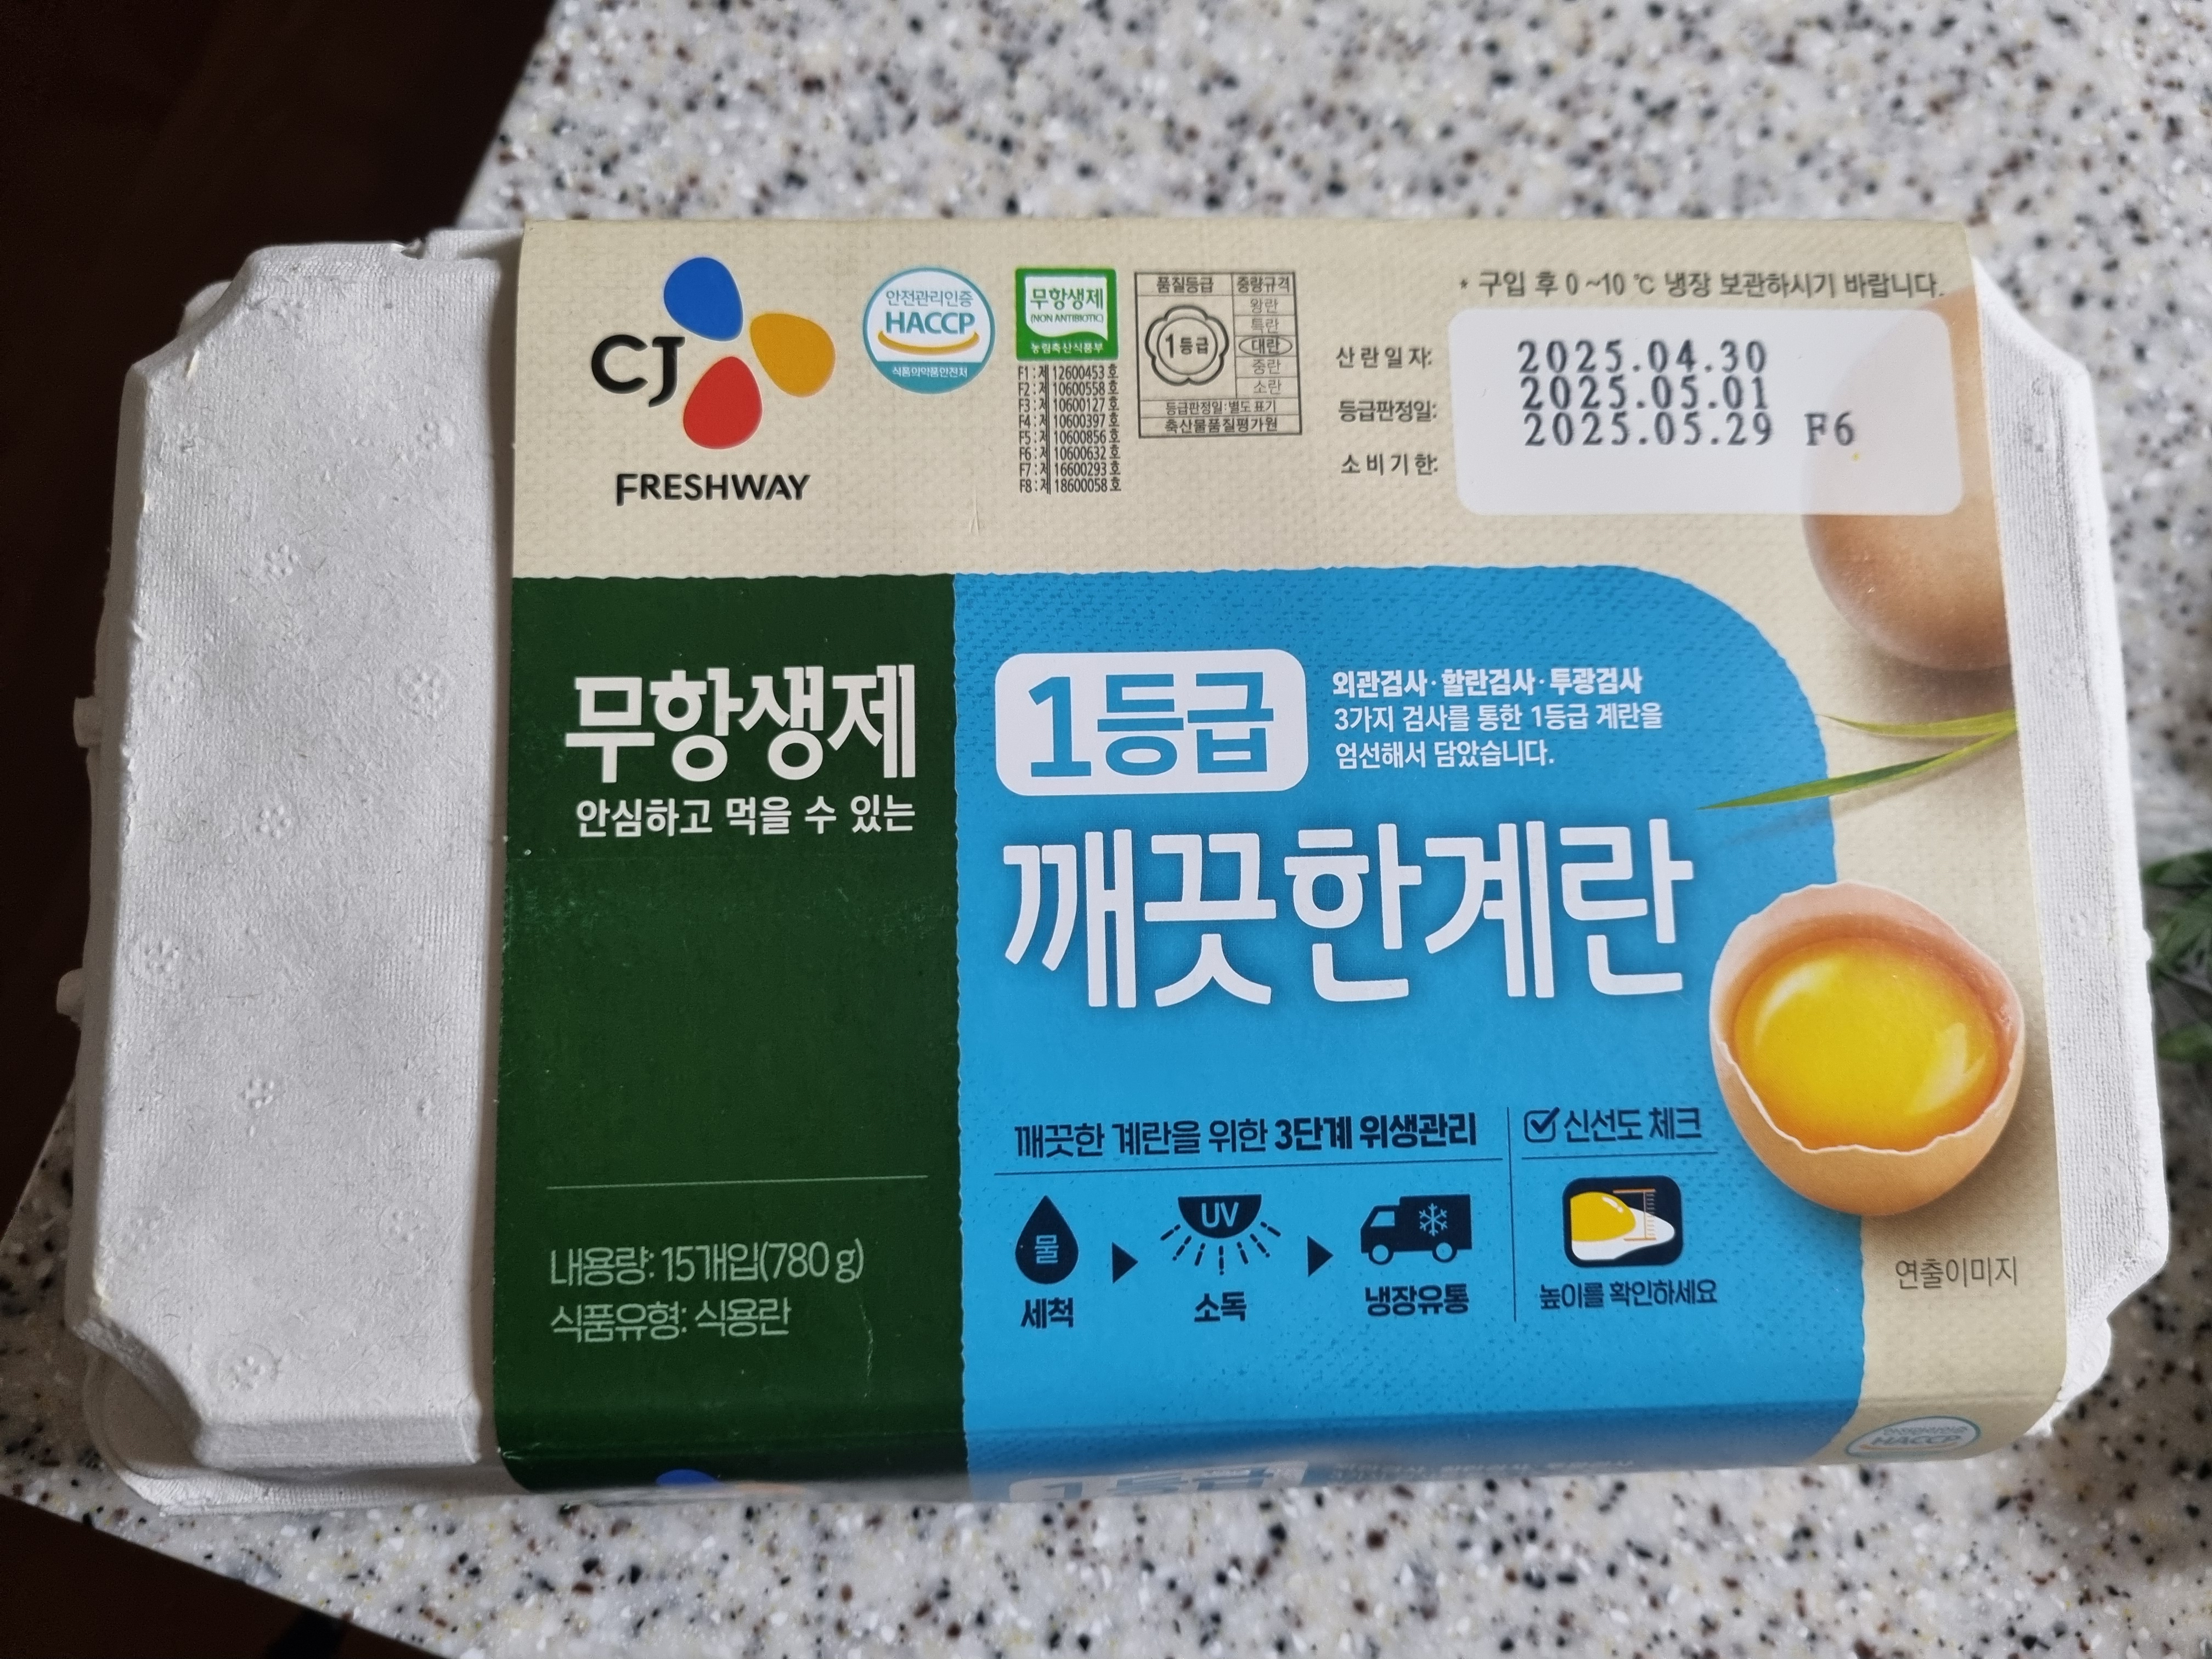 CJ
FRESHWAY
안전관리인증
HACCP
식품의약품안전처
무항생제
(NON ANTIBIOTIC)
농림축산식품부
F1 : 제 12600453 호
F2 : 제 10600558 호
F3 : 제 10600127 호
F4 : 제 10600397 호
F5 : 제 10600856 호
F6 : 제 10600632 호
F7 : 제 16600293 호
F8 : 제 18600058 호
품질등급 중량규격
1등급
왕란
특란
대란
중란
소란
등급판정일: 별도 표기
축산물품질평가원
* 구입 후 0 ~10 ℃ 냉장 보관하시기 바랍니다.
산란일자: 2025.04.30
등급판정일: 2025.05.01
소비기한: 2025.05.29 F6
무항생제
안심하고 먹을 수 있는
1등급
외관검사·할란검사·투광검사
3가지 검사를 통한 1등급 계란을
엄선해서 담았습니다.
깨끗한계란
깨끗한 계란을 위한 3단계 위생관리
신선도 체크
물
UV
세척
소독
냉장유통
높이를 확인하세요
내용량: 15개입(780 g)
식품유형: 식용란
연출이미지
HACCP
1등급